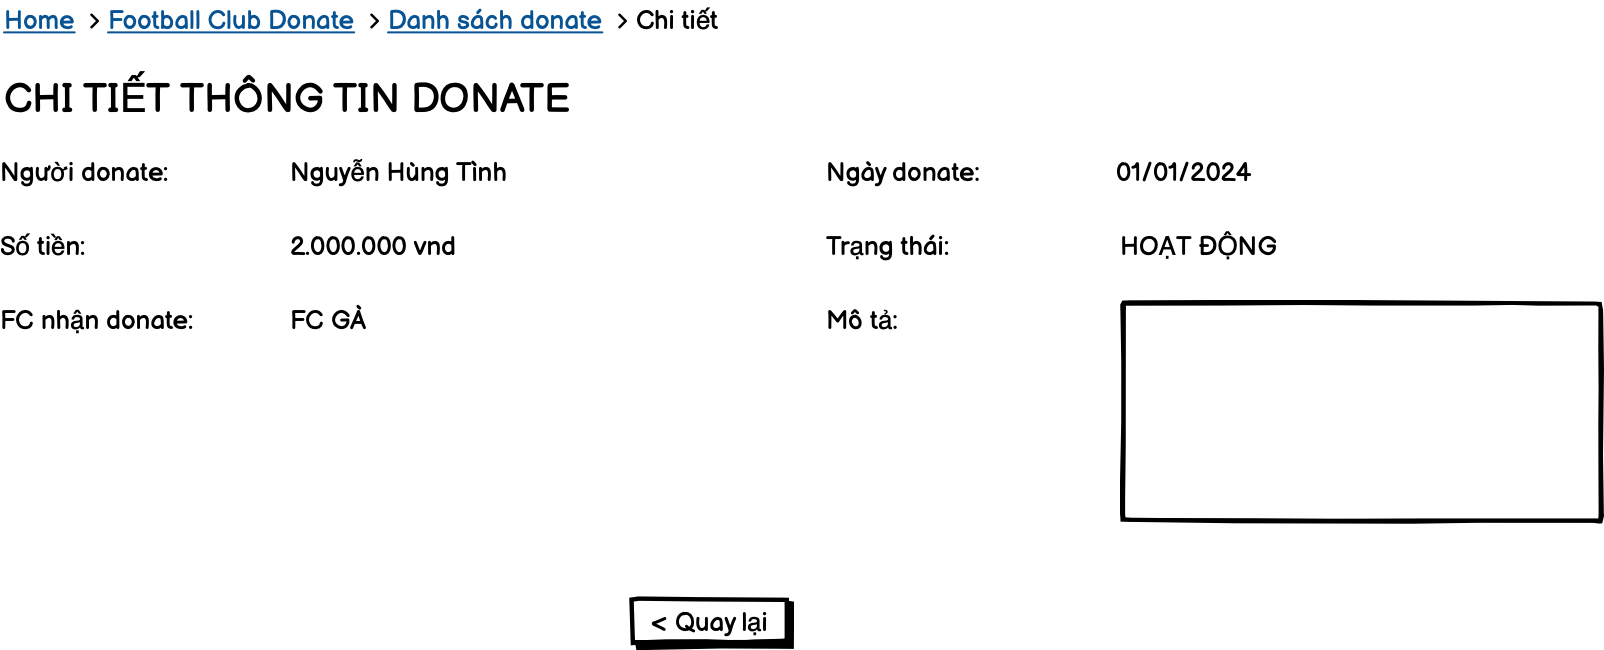 Home > Football Club Donate > Danh sách donate > Chi tiết
CHI TIẾT THÔNG TIN DONATE
Người donate: Nguyễn Hùng Tình Ngày donate: 01/01/2024
Số tiền: 2.000.000 vnd Trạng thái: HOẠT ĐỘNG
FC nhận donate: FC GÀ Mô tả:
< Quay lại